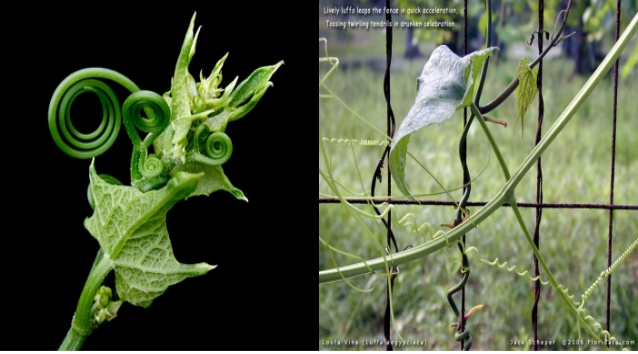 Lively luffa leaps the fence in quick acceleration,
Tossing twirling tendrils in drunken celebration.
Luffa Vine (Luffa aegyptiaca)
Jack Scheper ©2006 Floridata.com